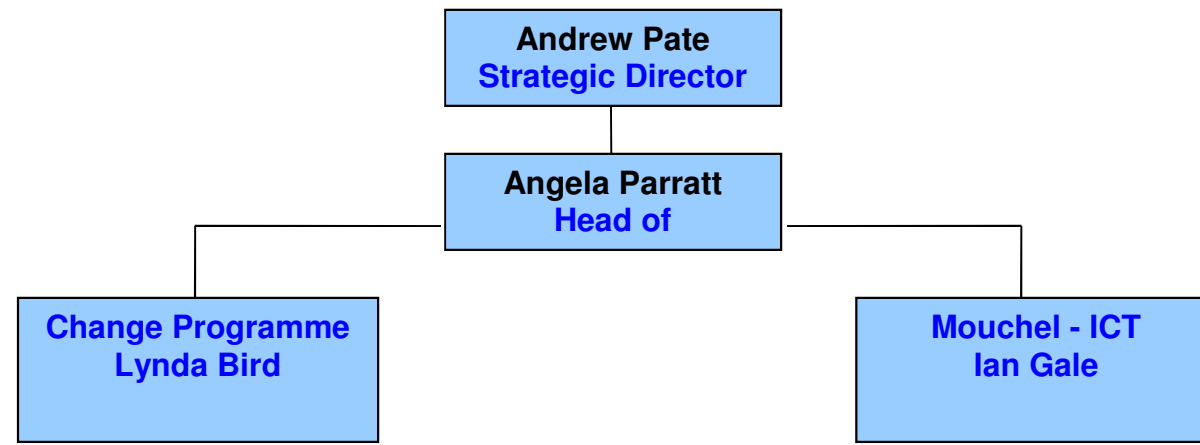 Andrew Pate
Strategic Director
Angela Parratt
Head of
Change Programme
Lynda Bird
Mouchel - ICT
Ian Gale